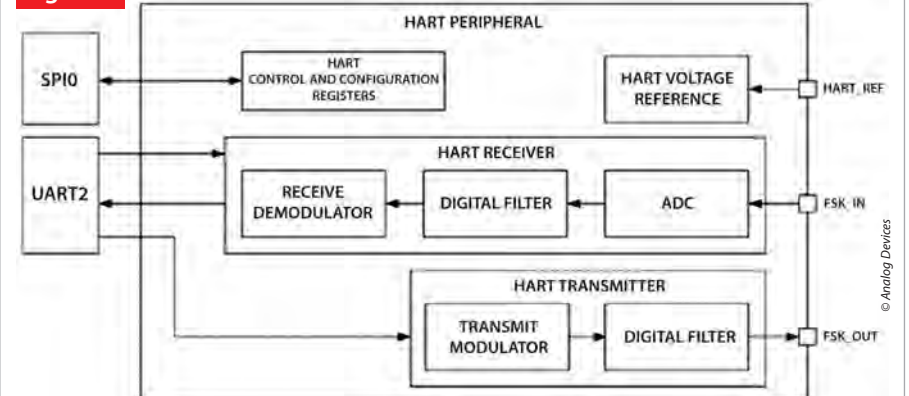 HART PERIPHERAL
SPI0
HART
CONTROL AND CONFIGURATION
REGISTERS
HART VOLTAGE
REFERENCE
HART_REF
UART2
HART RECEIVER
RECEIVE
DEMODULATOR
DIGITAL FILTER
ADC
FSK_IN
HART TRANSMITTER
TRANSMIT
MODULATOR
DIGITAL FILTER
FSK_OUT
© Analog Devices